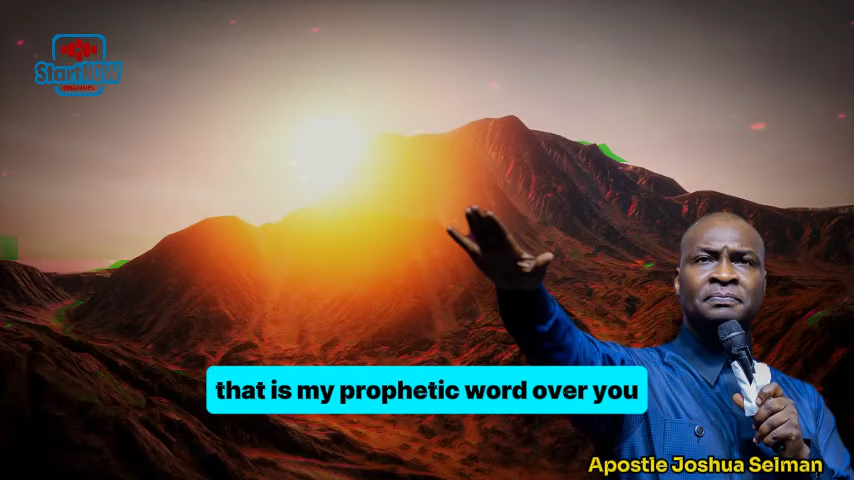 StartNOW
CHANNEL
that is my prophetic word over you
Apostle Joshua Selman